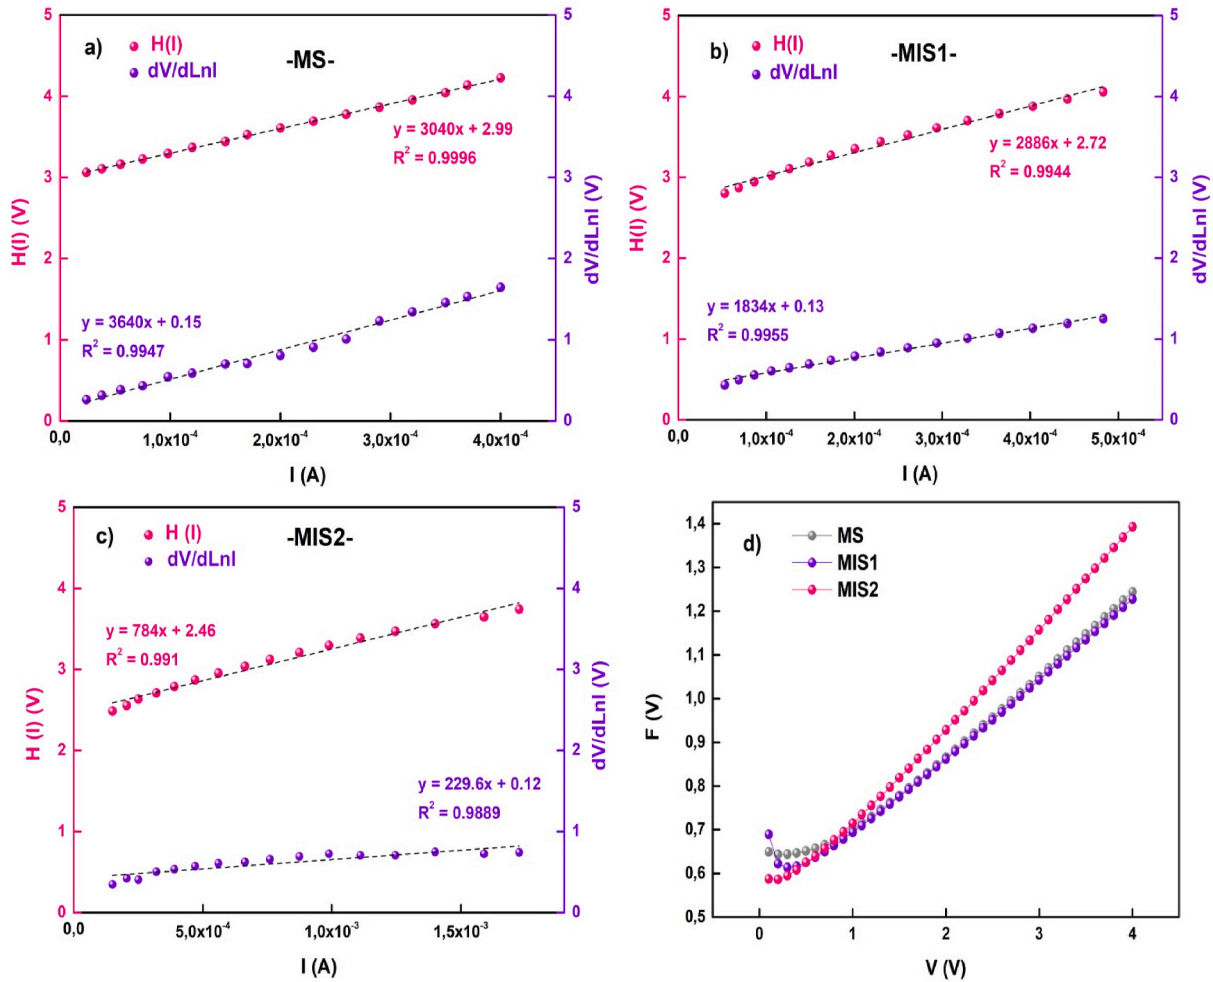 a)
H(I)
dV/dLnI
-MS-
y = 3040x + 2.99
R² = 0.9996
y = 3640x + 0.15
R² = 0.9947
5
4
3
2
1
0
5
4
3
2
1
0
H(I) (V)
dV/dLnI (V)
0,0
1,0x10⁻⁴
2,0x10⁻⁴
3,0x10⁻⁴
4,0x10⁻⁴
I (A)
b)
H(I)
dV/dLnI
-MIS1-
y = 2886x + 2.72
R² = 0.9944
y = 1834x + 0.13
R² = 0.9955
5
4
3
2
1
0
5
4
3
2
1
0
H(I) (V)
dV/dLnI (V)
0,0
1,0x10⁻⁴
2,0x10⁻⁴
3,0x10⁻⁴
4,0x10⁻⁴
5,0x10⁻⁴
I (A)
c)
H (I)
dV/dLnI
-MIS2-
y = 784x + 2.46
R² = 0.991
y = 229.6x + 0.12
R² = 0.9889
5
4
3
2
1
0
5
4
3
2
1
0
H (I) (V)
dV/dLnI (V)
0,0
5,0x10⁻⁴
1,0x10⁻³
1,5x10⁻³
I (A)
d)
MS
MIS1
MIS2
1,4
1,3
1,2
1,1
1,0
0,9
0,8
0,7
0,6
0,5
F (V)
0
1
2
3
4
V (V)